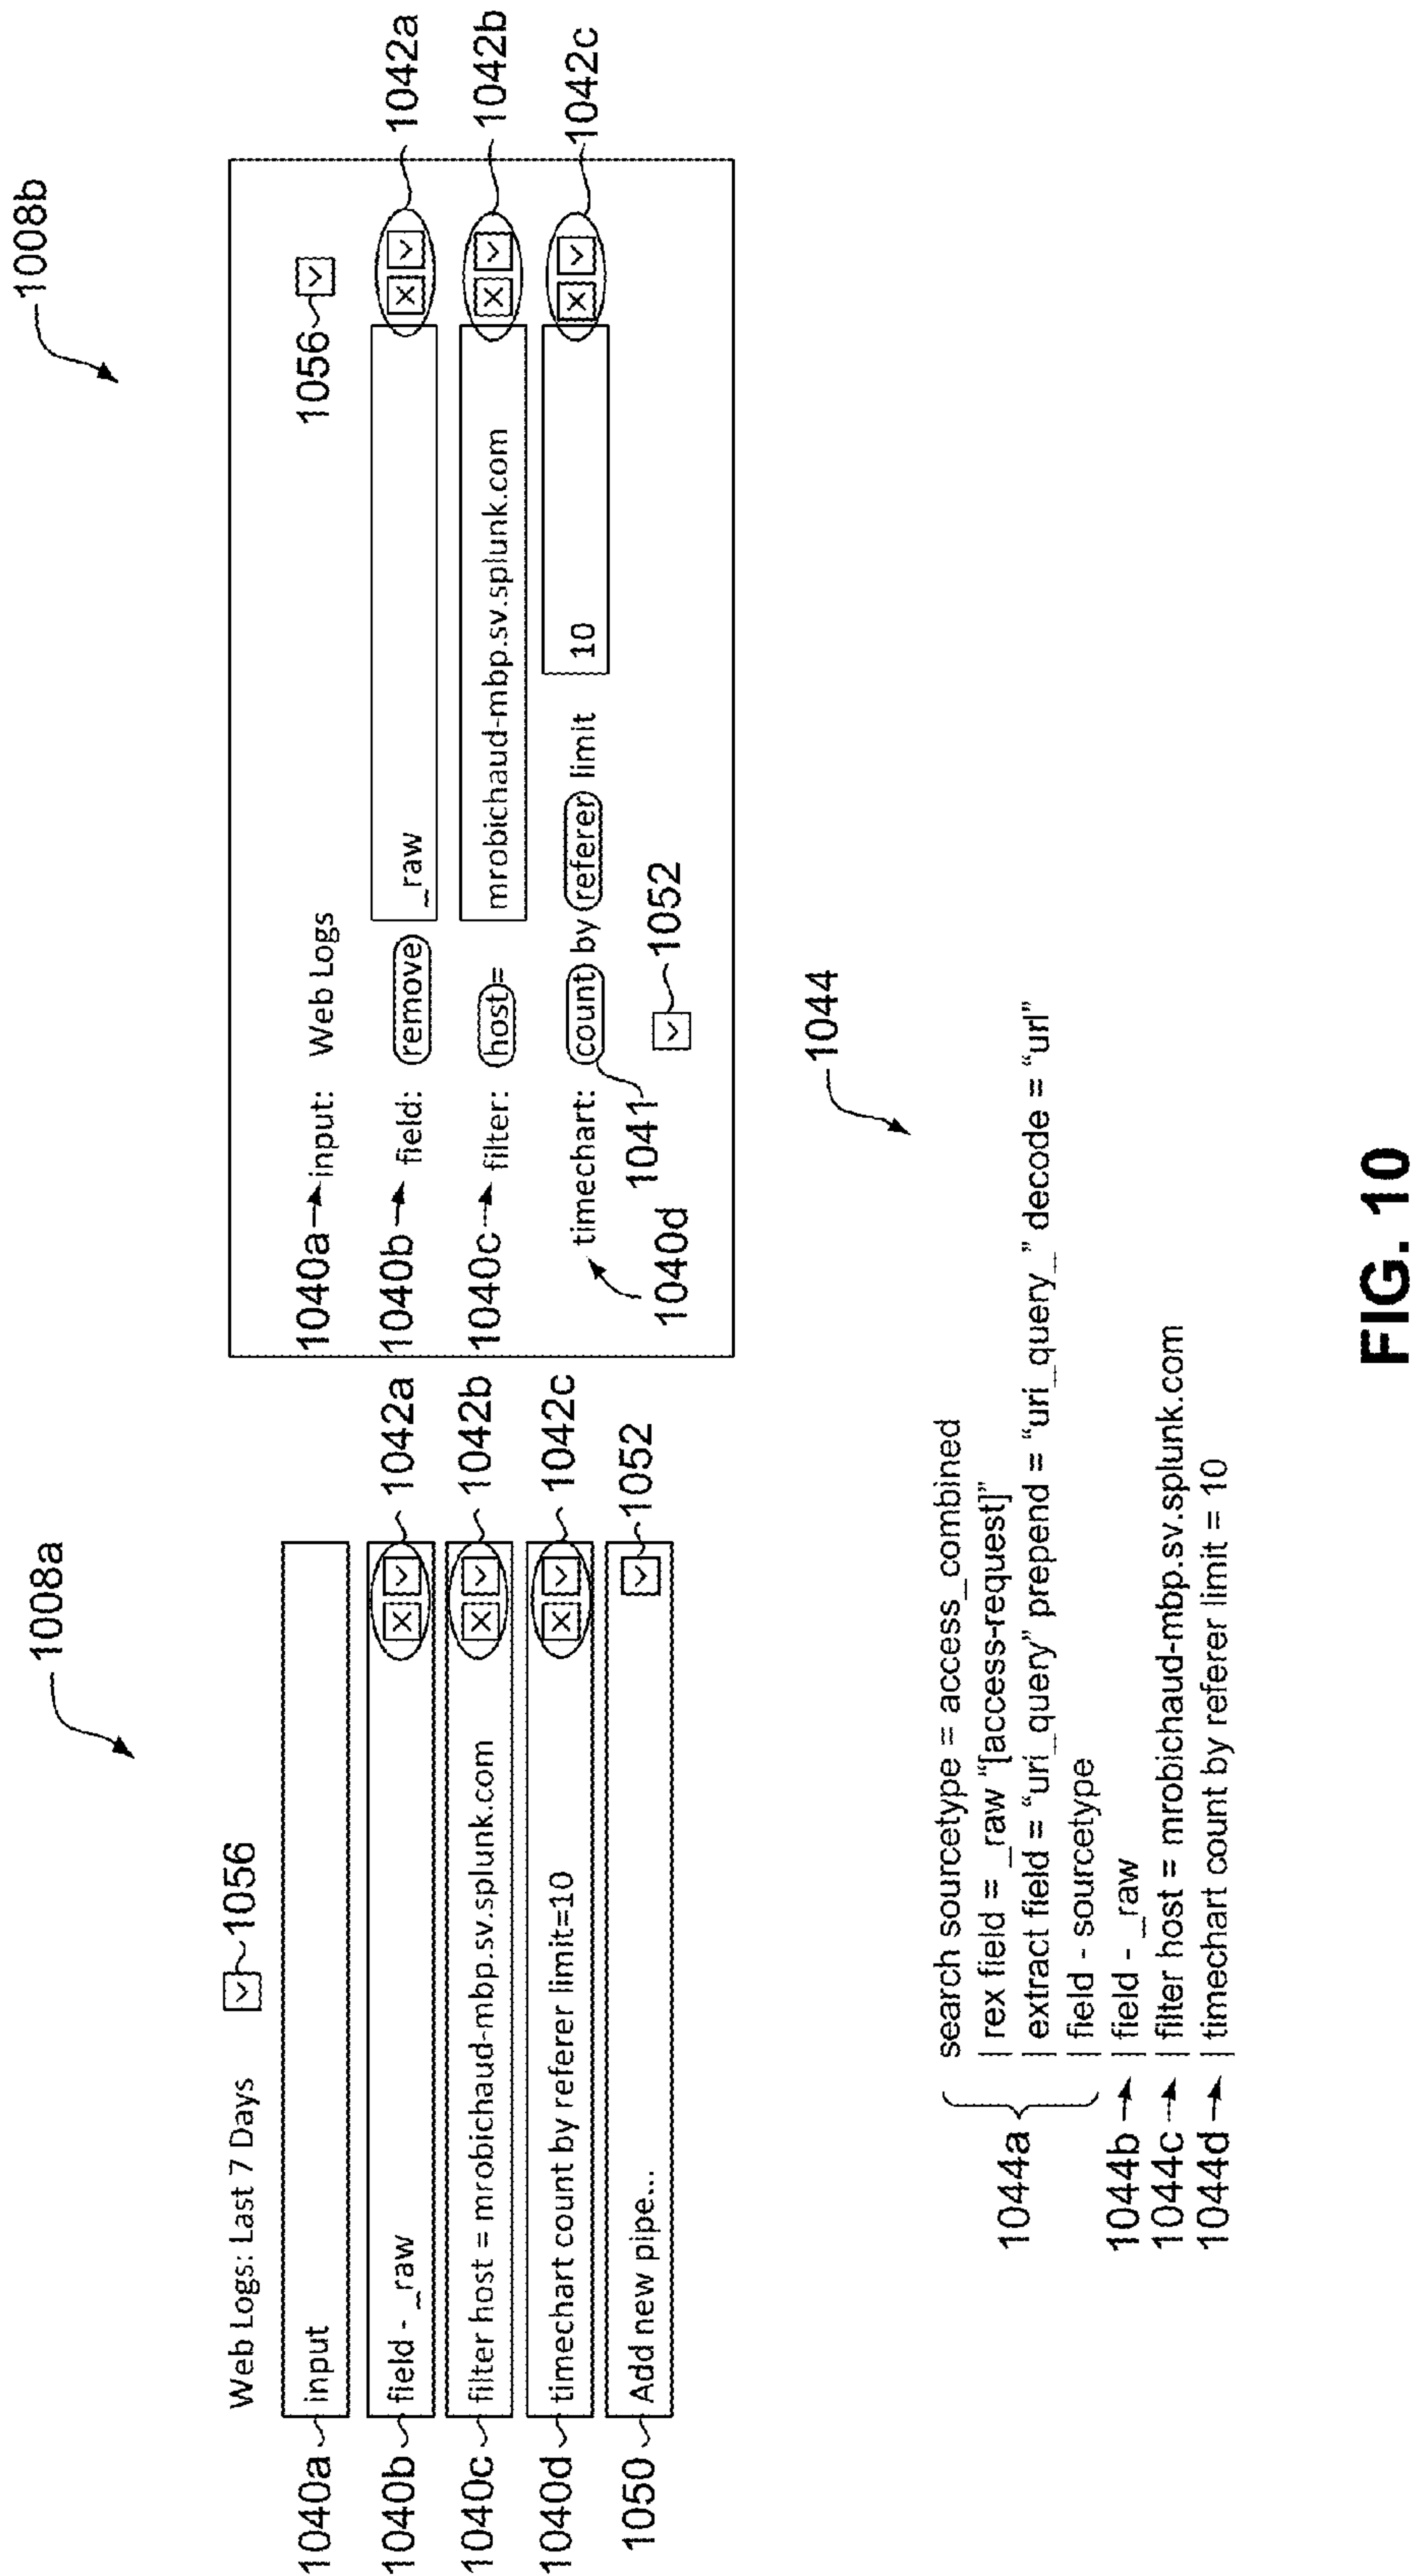 1008a
Web Logs: Last 7 Days 1056
1040a input
1040b field - _raw 1042a
1040c filter host = mrobichaud-mbp.sv.splunk.com 1042b
1040d timechart count by referer limit=10 1042c
1050 Add new pipe... 1052
1008b
1056
1040a input: Web Logs
1040b field: remove _raw 1042a
1040c filter: host= mrobichaud-mbp.sv.splunk.com 1042b
timechart: count by referer limit 10 1042c
1040d 1041 1052
1044
search sourcetype = access_combined
| rex field = _raw “[access-request]”
1044a | extract field = “uri_query” prepend = “uri_query_” decode = “url”
| field - sourcetype
1044b | field - _raw
1044c | filter host = mrobichaud-mbp.sv.splunk.com
1044d | timechart count by referer limit = 10
FIG. 10